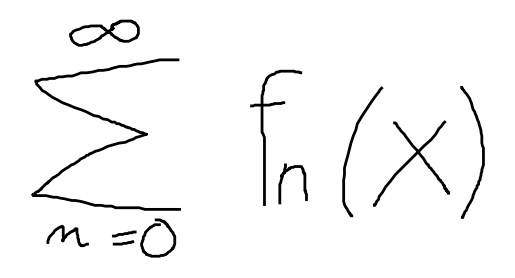 ∞
∑ fn(x)
n=0